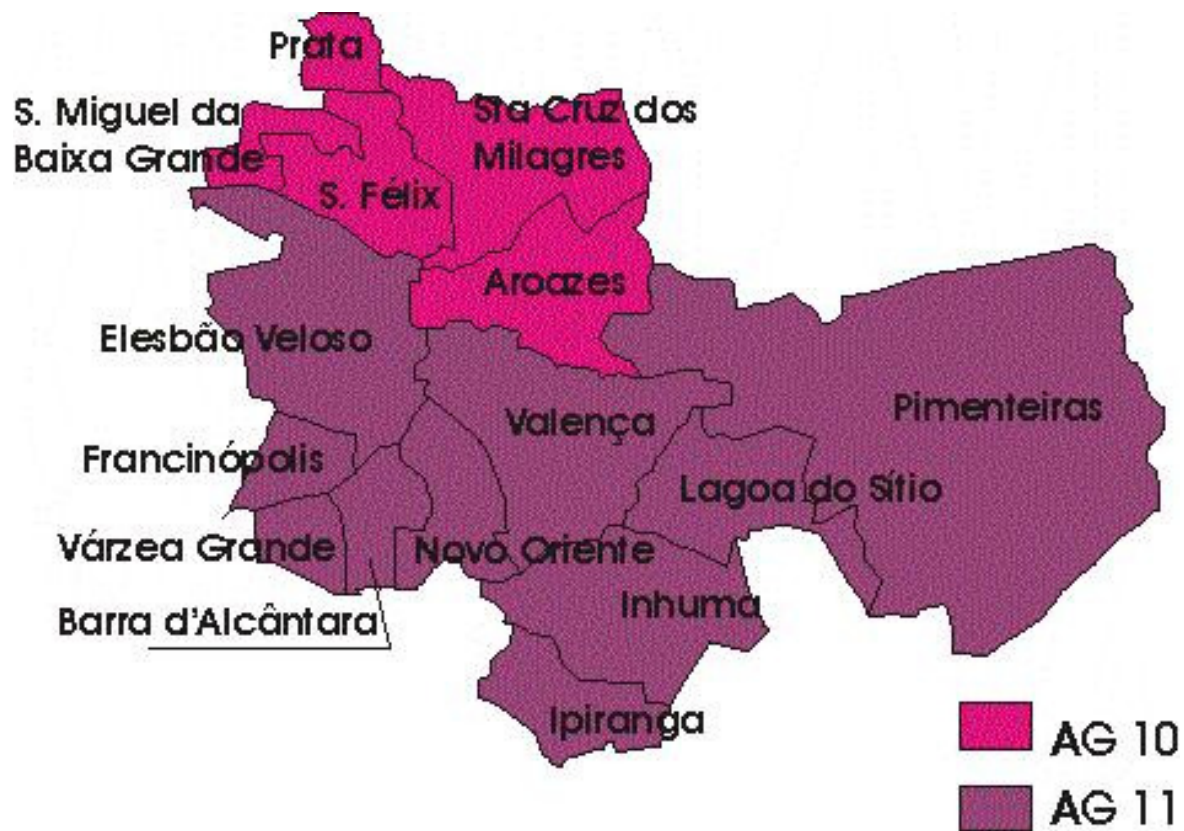 Prata
S. Miguel da
Baixa Grande
Sta Cruz dos
Milagres
S. Félix
Aroazes
Elesbão Veloso
Valença
Pimenteiras
Francinópolis
Lagoa do Sítio
Várzea Grande
Novo Oriente
Barra d'Alcântara
Inhuma
Ipiranga
AG 10
AG 11